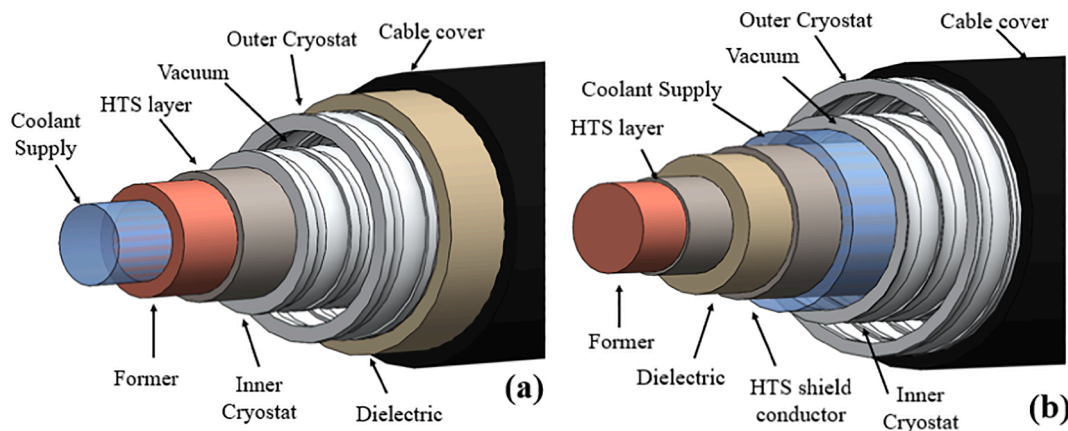 Cable cover
Outer Cryostat
Vacuum
HTS layer
Coolant
Supply
Former
Inner
Cryostat
Dielectric
(a)
Cable cover
Outer Cryostat
Vacuum
Coolant Supply
HTS layer
Former
Dielectric
HTS shield
conductor
Inner
Cryostat
(b)